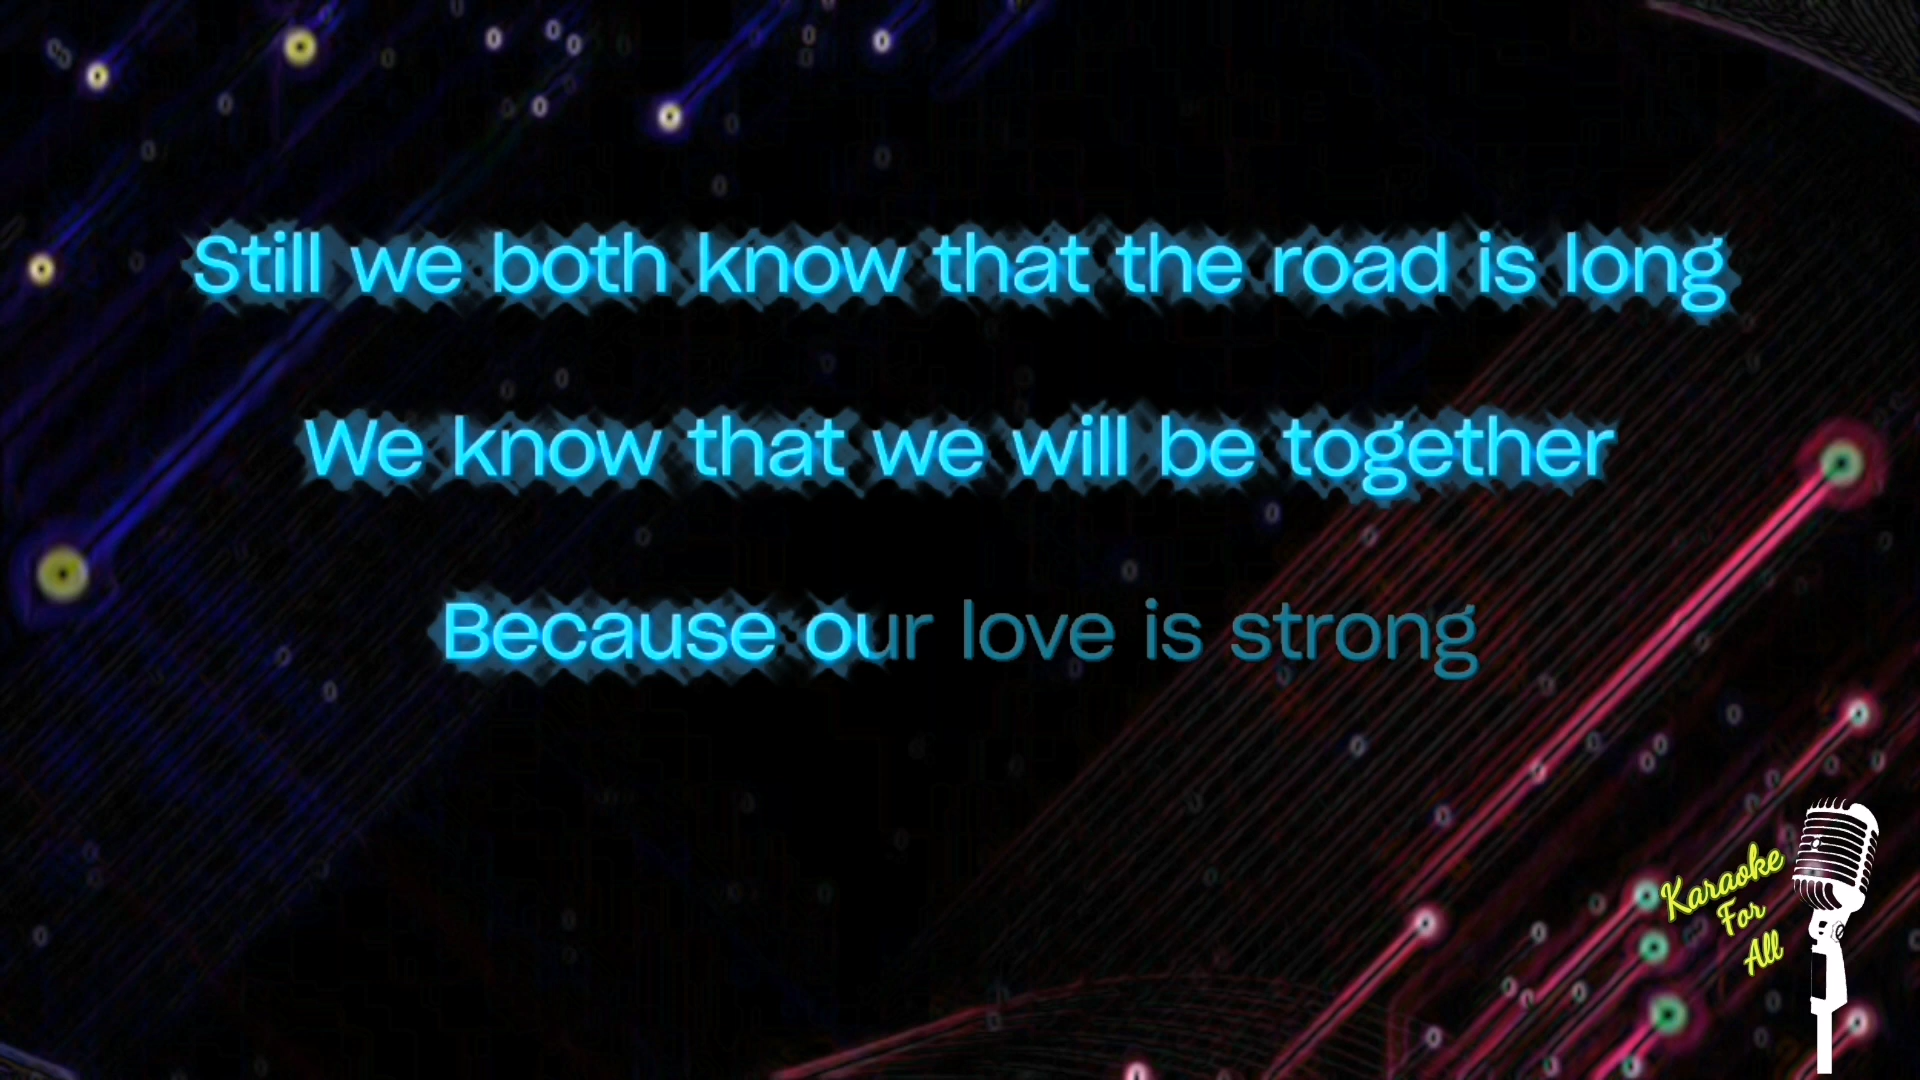 Still we both know that the road is long
We know that we will be together
Because our love is strong
Karaoke
For
All